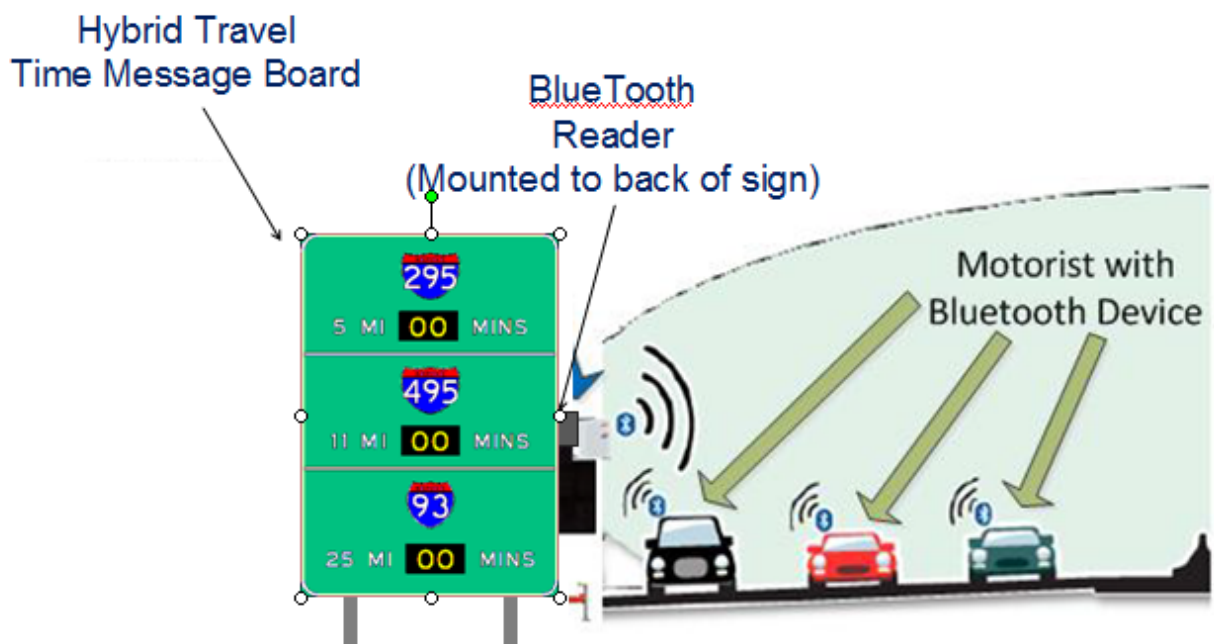 Hybrid Travel
Time Message Board
BlueTooth
Reader
(Mounted to back of sign)
Motorist with
Bluetooth Device
295
5 MI 00 MINS
495
11 MI 00 MINS
93
25 MI 00 MINS